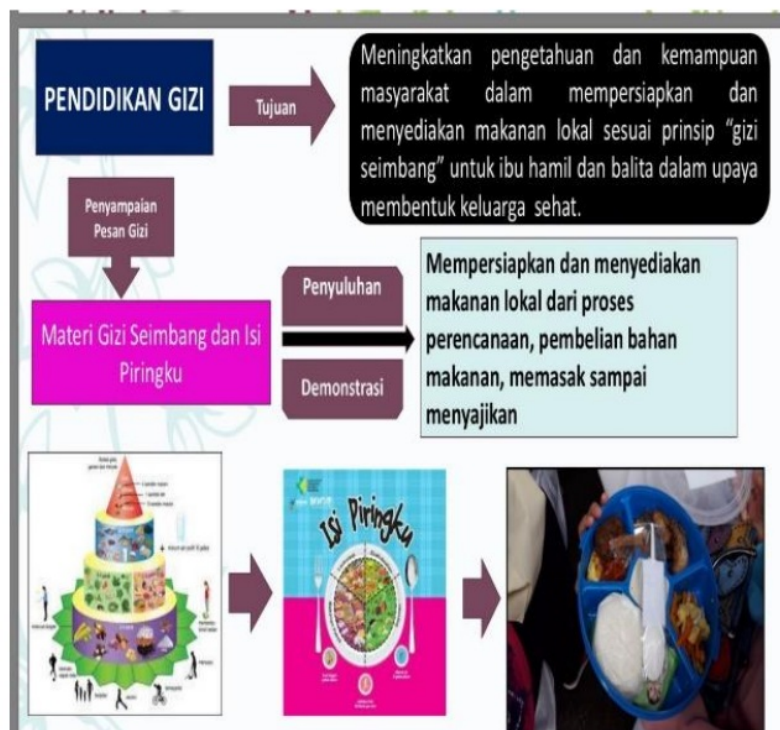 PENDIDIKAN GIZI
Tujuan
Meningkatkan pengetahuan dan kemampuan
masyarakat dalam mempersiapkan dan
menyediakan makanan lokal sesuai prinsip “gizi
seimbang” untuk ibu hamil dan balita dalam upaya
membentuk keluarga sehat.
Penyampaian
Pesan Gizi
Materi Gizi Seimbang dan Isi
Piringku
Penyuluhan
Demonstrasi
Mempersiapkan dan menyediakan
makanan lokal dari proses
perencanaan, pembelian bahan
makanan, memasak sampai
menyajikan
Isi Piringku